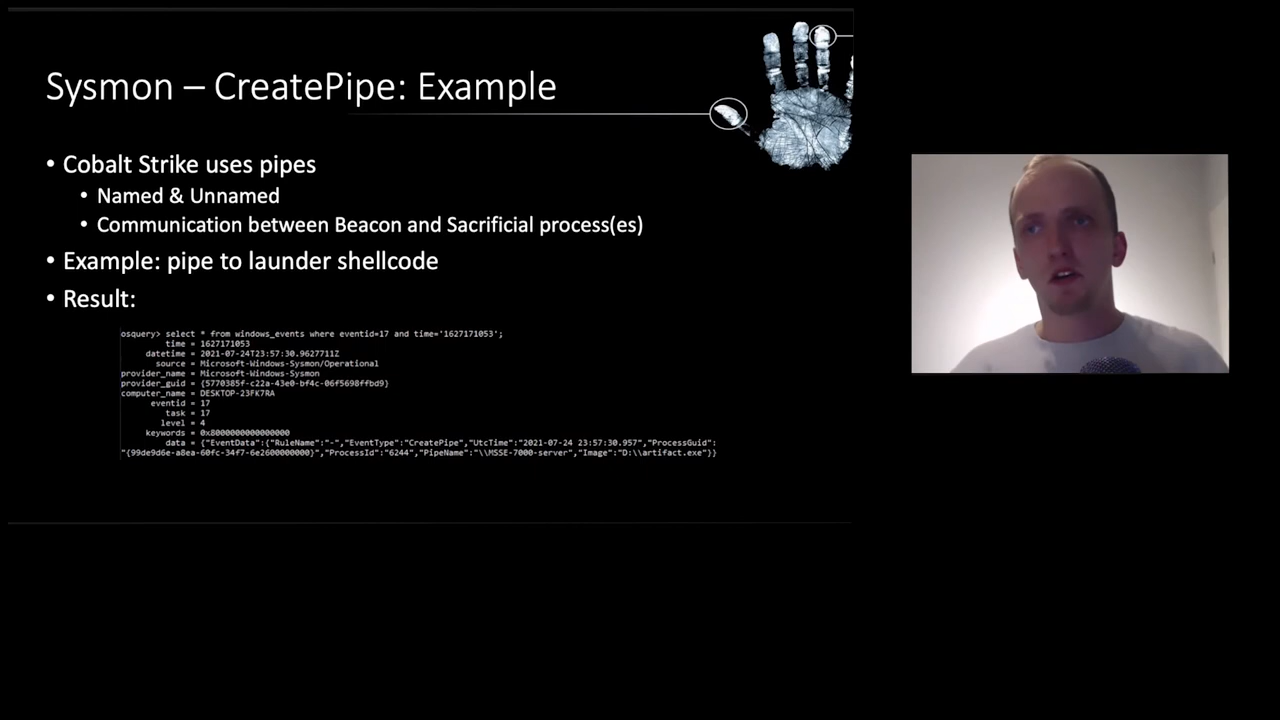 Sysmon – CreatePipe: Example
• Cobalt Strike uses pipes
• Named & Unnamed
• Communication between Beacon and Sacrificial process(es)
• Example: pipe to launder shellcode
• Result:
osquery> select * from windows_events where eventid=17 and time='1627171053';
time = 1627171053
datetime = 2021-07-24T23:57:30.9627711Z
source = Microsoft-Windows-Sysmon/Operational
provider_name = Microsoft-Windows-Sysmon
provider_guid = {5770385f-c22a-43e0-bf4c-06f5698ffbd9}
computer_name = DESKTOP-23FK7RA
eventid = 17
task = 17
level = 4
keywords = 0x8000000000000000
data = {"EventData":{"RuleName":"-","EventType":"CreatePipe","UtcTime":"2021-07-24 23:57:30.957","ProcessGuid":
"{99de9d6e-a8ea-60fc-34f7-6e2600000000}","ProcessId":"6244","PipeName":"\\MSSE-7000-server","Image":"D:\\artifact.exe"}}